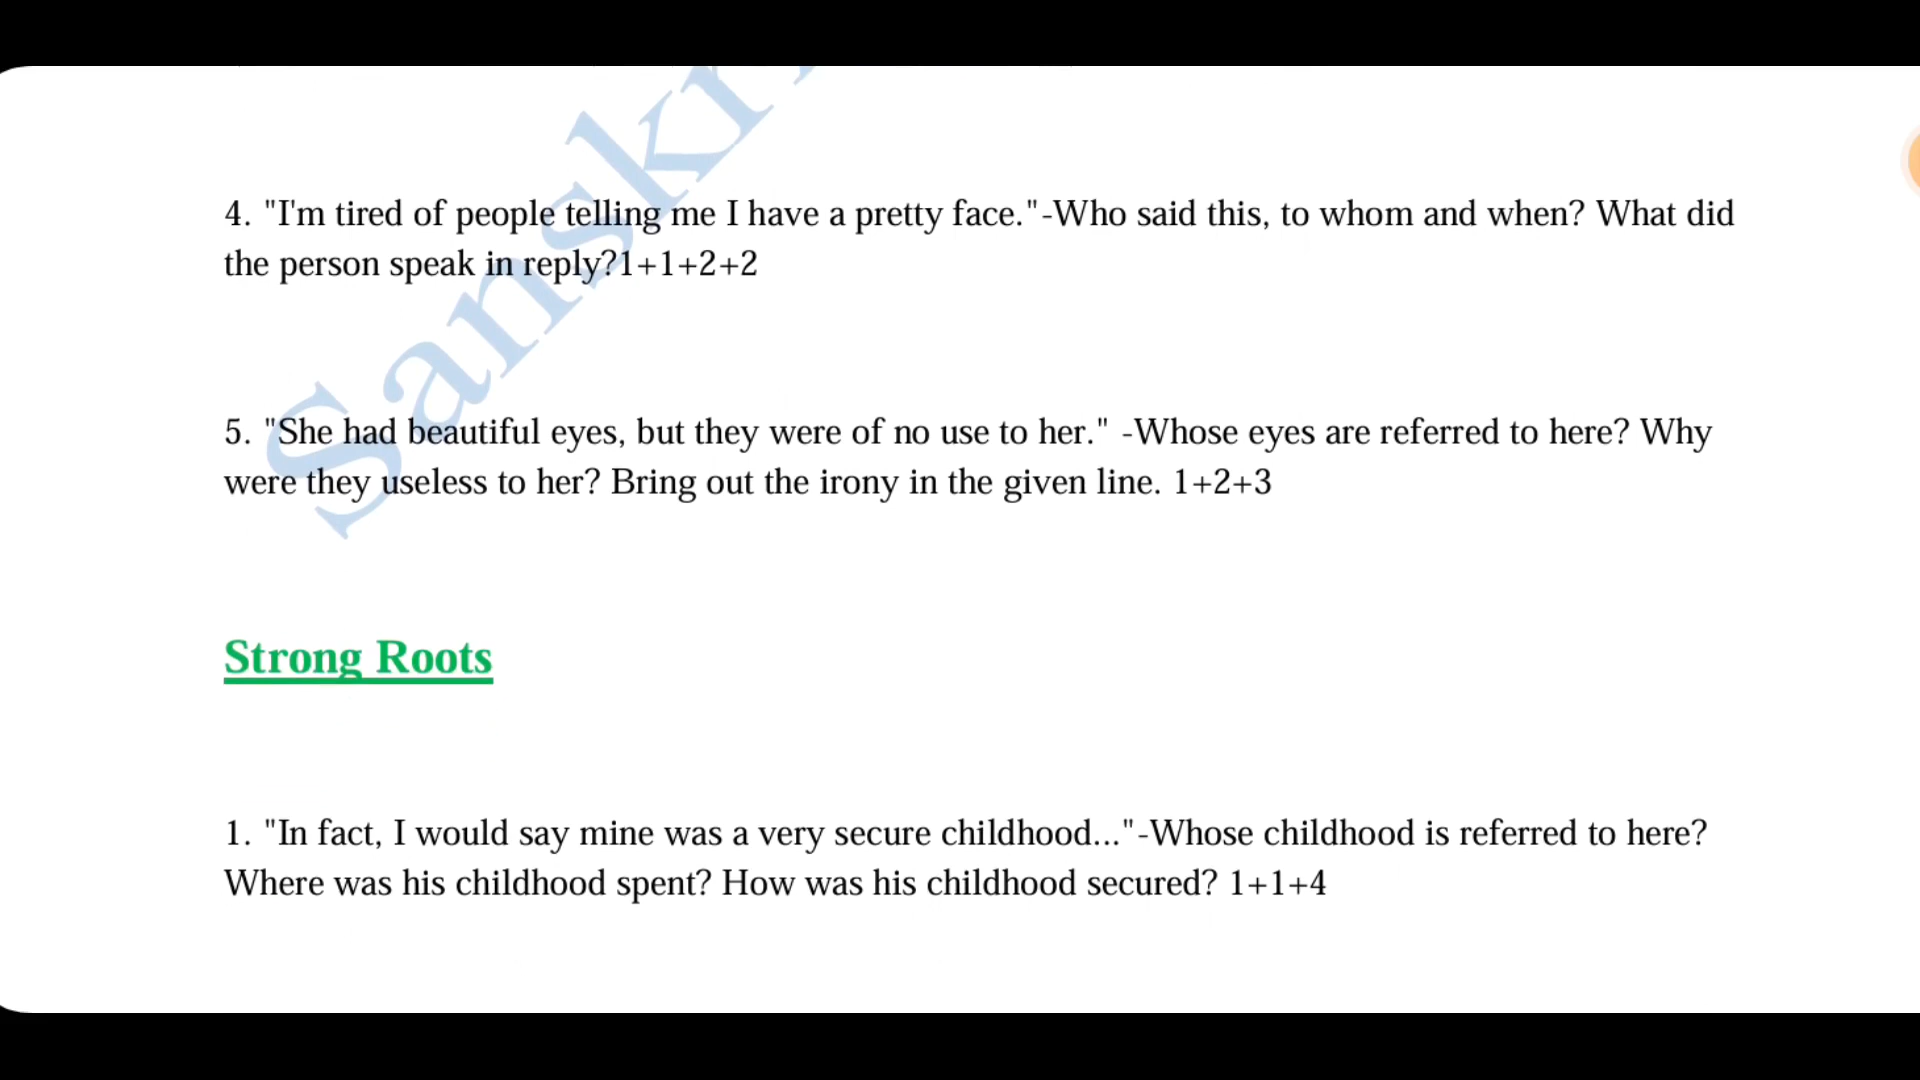 4. "I'm tired of people telling me I have a pretty face."-Who said this, to whom and when? What did
the person speak in reply?1+1+2+2
5. "She had beautiful eyes, but they were of no use to her." -Whose eyes are referred to here? Why
were they useless to her? Bring out the irony in the given line. 1+2+3
Strong Roots
1. "In fact, I would say mine was a very secure childhood..."-Whose childhood is referred to here?
Where was his childhood spent? How was his childhood secured? 1+1+4